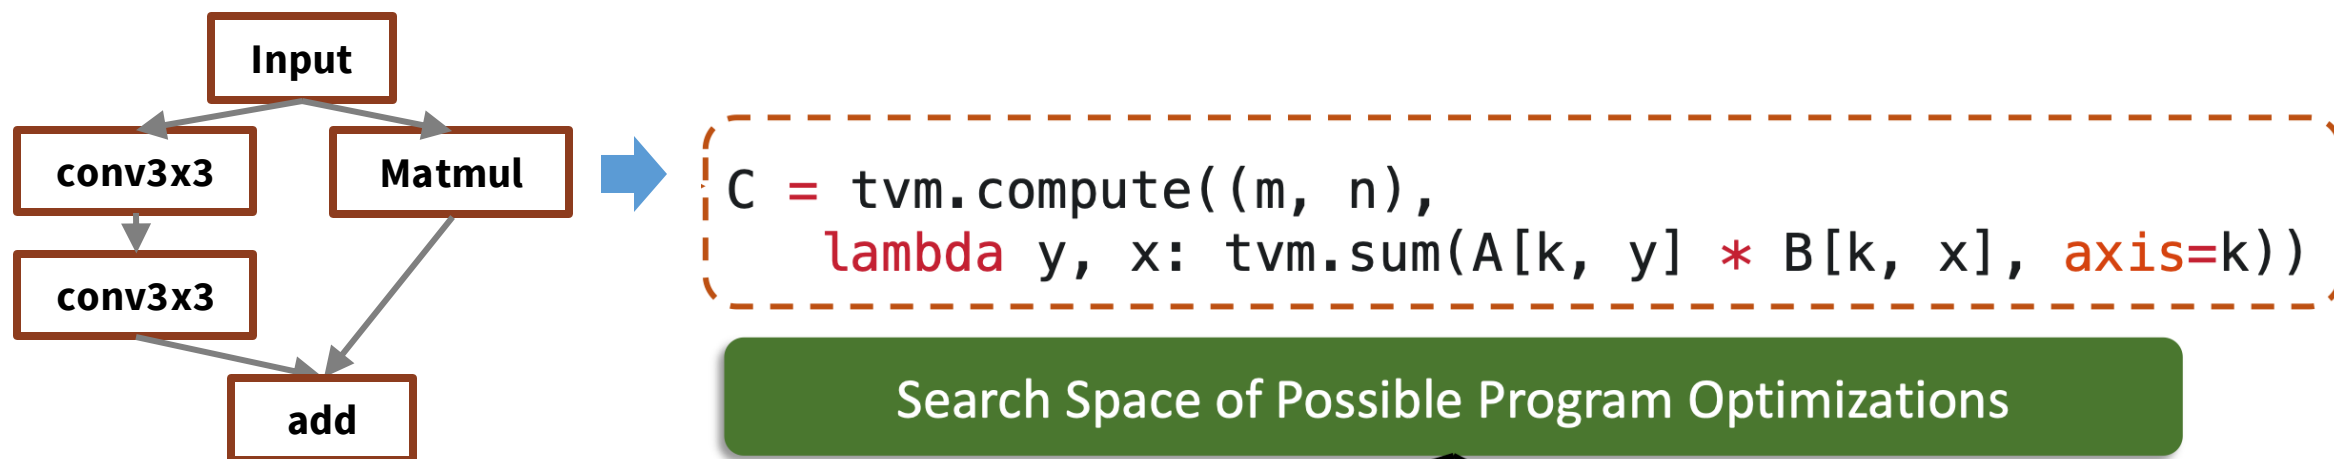 Input
conv3x3
Matmul
conv3x3
add
C = tvm.compute((m, n),
lambda y, x: tvm.sum(A[k, y] * B[k, x], axis=k))
Search Space of Possible Program Optimizations